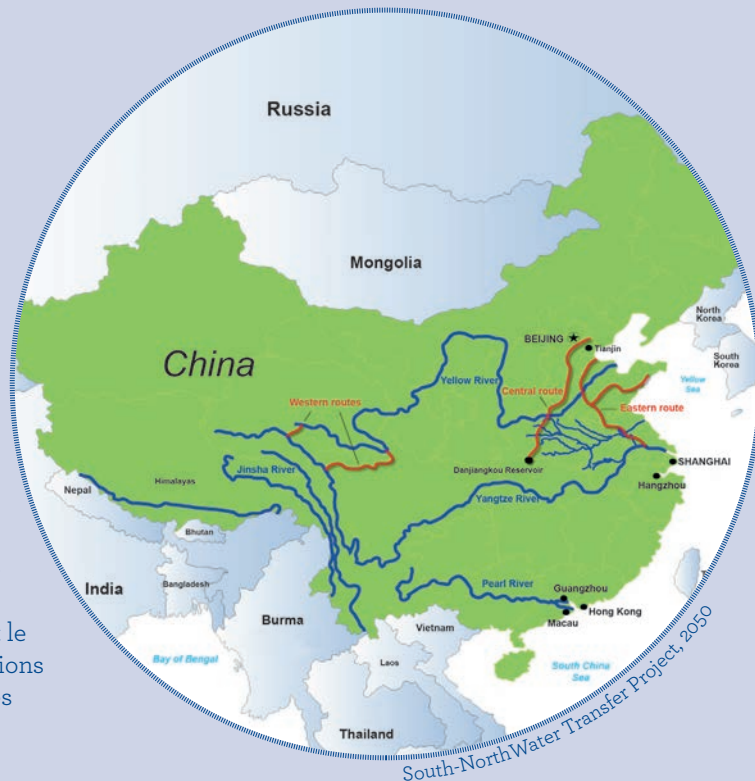 Russia
Mongolia
China
North
Korea
South
Korea
BEIJING
Tianjin
Yellow
Sea
Yellow River
Central route
Eastern route
Western routes
Jinsha River
Danjiangkou Reservoir
SHANGHAI
Hangzhou
Himalayas
Nepal
Yangtze River
Bhutan
India
Bangladesh
Pearl River
Guangzhou
Hong Kong
Macau
Burma
Vietnam
Laos
Bay of Bengal
South China
Sea
Thailand
South-NorthWater Transfer Project, 2050
le
ions
s